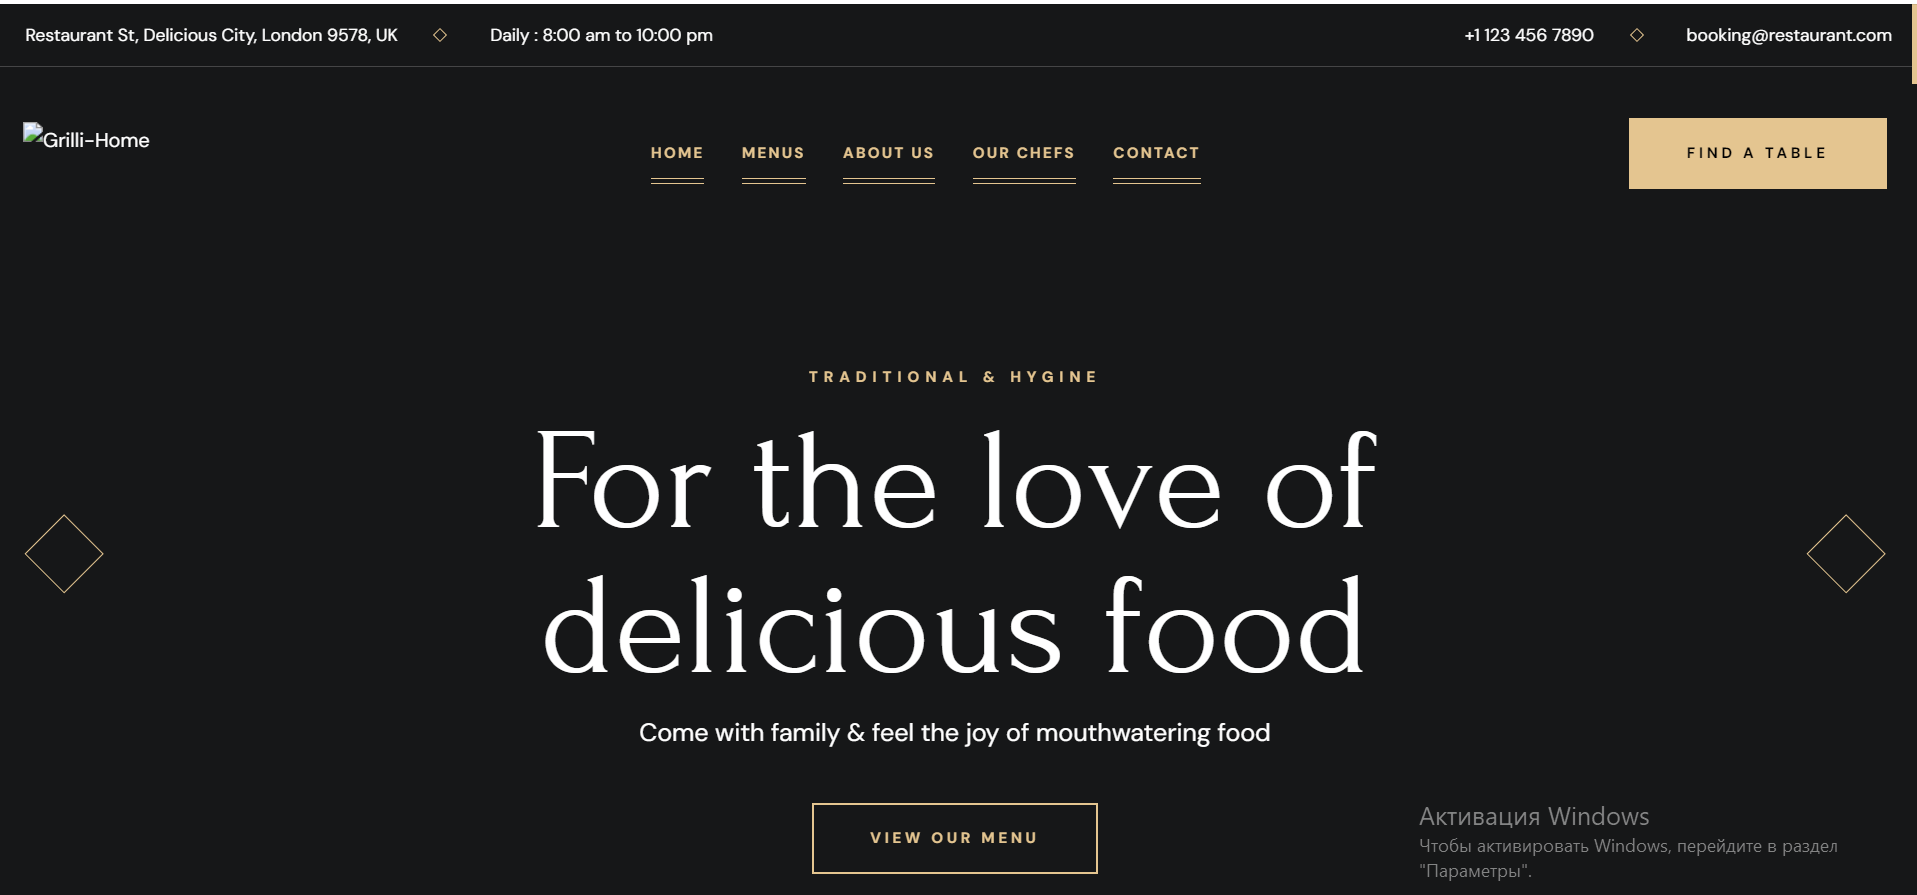 Restaurant St, Delicious City, London 9578, UK
Daily : 8:00 am to 10:00 pm
+1 123 456 7890
booking@restaurant.com
Grilli-Home
HOME
MENUS
ABOUT US
OUR CHEFS
CONTACT
FIND A TABLE
TRADITIONAL & HYGINE
For the love of
delicious food
Come with family & feel the joy of mouthwatering food
VIEW OUR MENU
Активация Windows
Чтобы активировать Windows, перейдите в раздел
"Параметры".